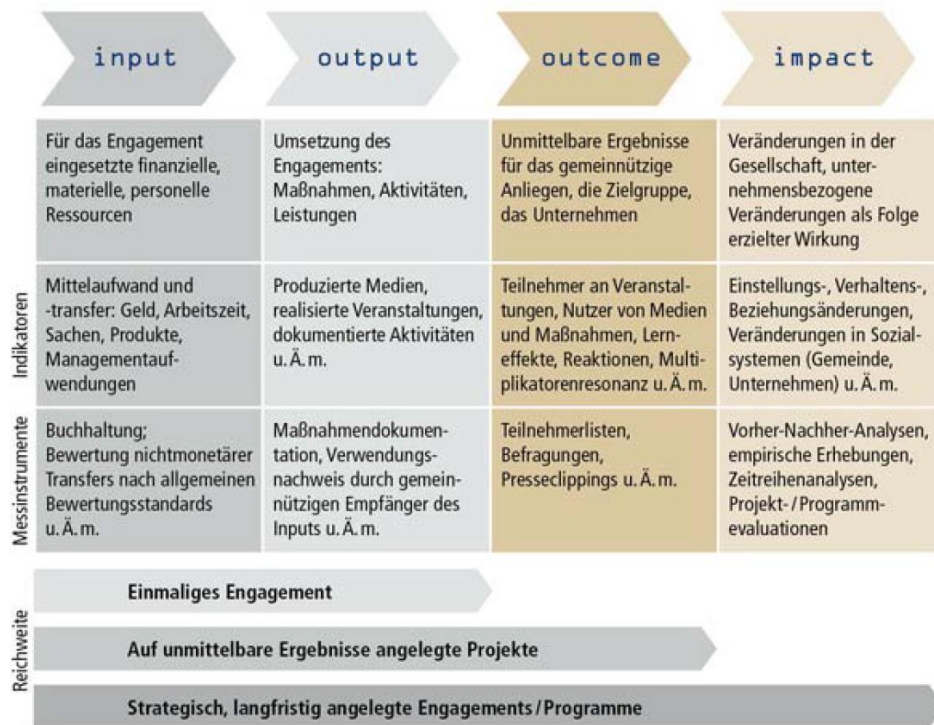 input
output
outcome
impact
Für das Engagement
eingesetzte finanzielle,
materielle, personelle
Ressourcen
Umsetzung des
Engagements:
Maßnahmen, Aktivitäten,
Leistungen
Unmittelbare Ergebnisse
für das gemeinnützige
Anliegen, die Zielgruppe,
das Unternehmen
Veränderungen in der
Gesellschaft, unter-
nehmensbezogene
Veränderungen als Folge
erzielter Wirkung
Indikatoren
Mittelaufwand und
-transfer: Geld, Arbeitszeit,
Sachen, Produkte,
Managementauf-
wendungen
Produzierte Medien,
realisierte Veranstaltungen,
dokumentierte Aktivitäten
u. Ä. m.
Teilnehmer an Veranstal-
tungen, Nutzer von Medien
und Maßnahmen, Lern-
effekte, Reaktionen, Multi-
plikatorenresonanz u. Ä. m.
Einstellungs-, Verhaltens-,
Beziehungsänderungen,
Veränderungen in Sozial-
systemen (Gemeinde,
Unternehmen) u. Ä. m.
Messinstrumente
Buchhaltung;
Bewertung nichtmonetärer
Transfers nach allgemeinen
Bewertungsstandards
u. Ä. m.
Maßnahmendokumen-
tation, Verwendungs-
nachweis durch gemein-
nützigen Empfänger des
Inputs u. Ä. m.
Teilnehmerlisten,
Befragungen,
Presseclippings u. Ä. m.
Vorher-Nachher-Analysen,
empirische Erhebungen,
Zeitreihenanalysen,
Projekt-/Programm-
evaluationen
Reichweite
Einmaliges Engagement
Auf unmittelbare Ergebnisse angelegte Projekte
Strategisch, langfristig angelegte Engagements/Programme